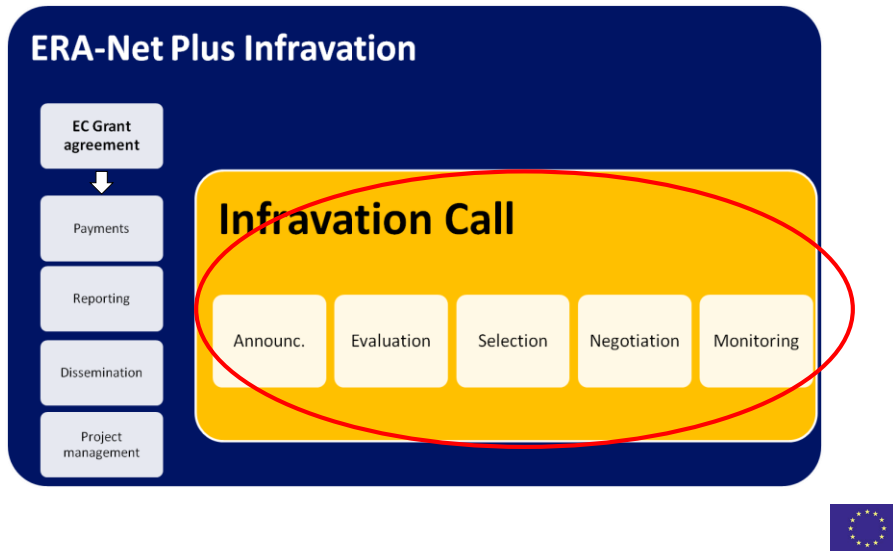 ERA-Net Plus Infravation
EC Grant
agreement
Payments
Reporting
Dissemination
Project
management
Infravation Call
Announc.
Evaluation
Selection
Negotiation
Monitoring